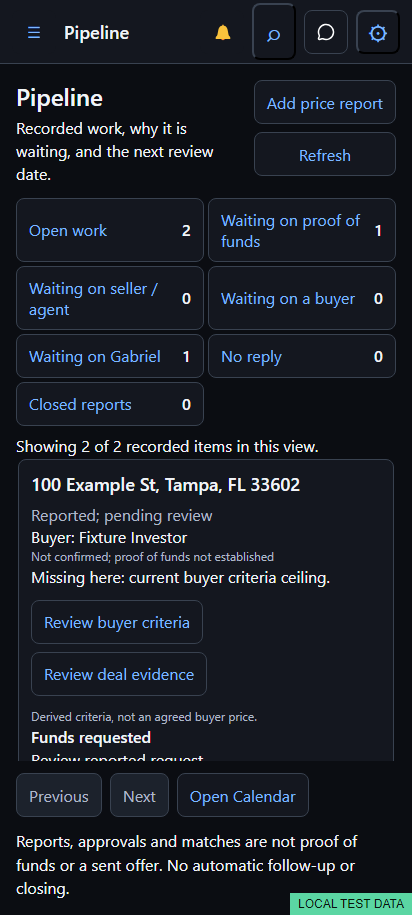 Pipeline
Pipeline
Add price report
Recorded work, why it is
waiting, and the next review
date.
Refresh
Open work 2
Waiting on proof of
funds 1
Waiting on seller /
agent 0
Waiting on a buyer 0
Waiting on Gabriel 1
No reply 0
Closed reports 0
Showing 2 of 2 recorded items in this view.
100 Example St, Tampa, FL 33602
Reported; pending review
Buyer: Fixture Investor
Not confirmed; proof of funds not established
Missing here: current buyer criteria ceiling.
Review buyer criteria
Review deal evidence
Derived criteria, not an agreed buyer price.
Funds requested
Review reported request
Previous
Next
Open Calendar
Reports, approvals and matches are not proof of
funds or a sent offer. No automatic follow-up or
closing.
LOCAL TEST DATA